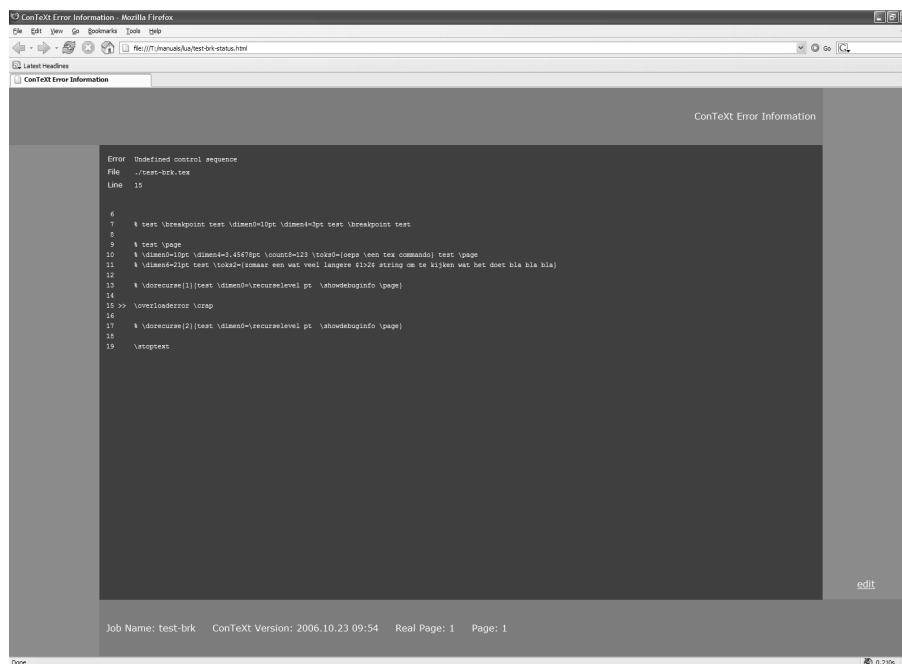 ConTeXt Error Information - Mozilla Firefox
File Edit View Go Bookmarks Tools Help
file:///T:/manuals/lua/test-brk-status.html
Go
Latest Headlines
ConTeXt Error Information
ConTeXt Error Information
Error Undefined control sequence
File ./test-brk.tex
Line 15
6
7 % test \breakpoint test \dimen0=10pt \dimen4=3pt test \breakpoint test
8
9 % test \page
10 % \dimen0=10pt \dimen4=3.45678pt \count8=123 \toks0={oeps \een tex commando} test \page
11 % \dimen6=21pt test \toks2={zomaar een wat veel langere $1>2$ string om te kijken wat het doet bla bla bla}
12
13 % \dorecurse{1}{test \dimen0=\recurselevel pt \showdebuginfo \page}
14
15 >> \overloaderror \crap
16
17 % \dorecurse{2}{test \dimen0=\recurselevel pt \showdebuginfo \page}
18
19 \stoptext
edit
Job Name: test-brk ConTeXt Version: 2006.10.23 09:54 Real Page: 1 Page: 1
Done 0.210s